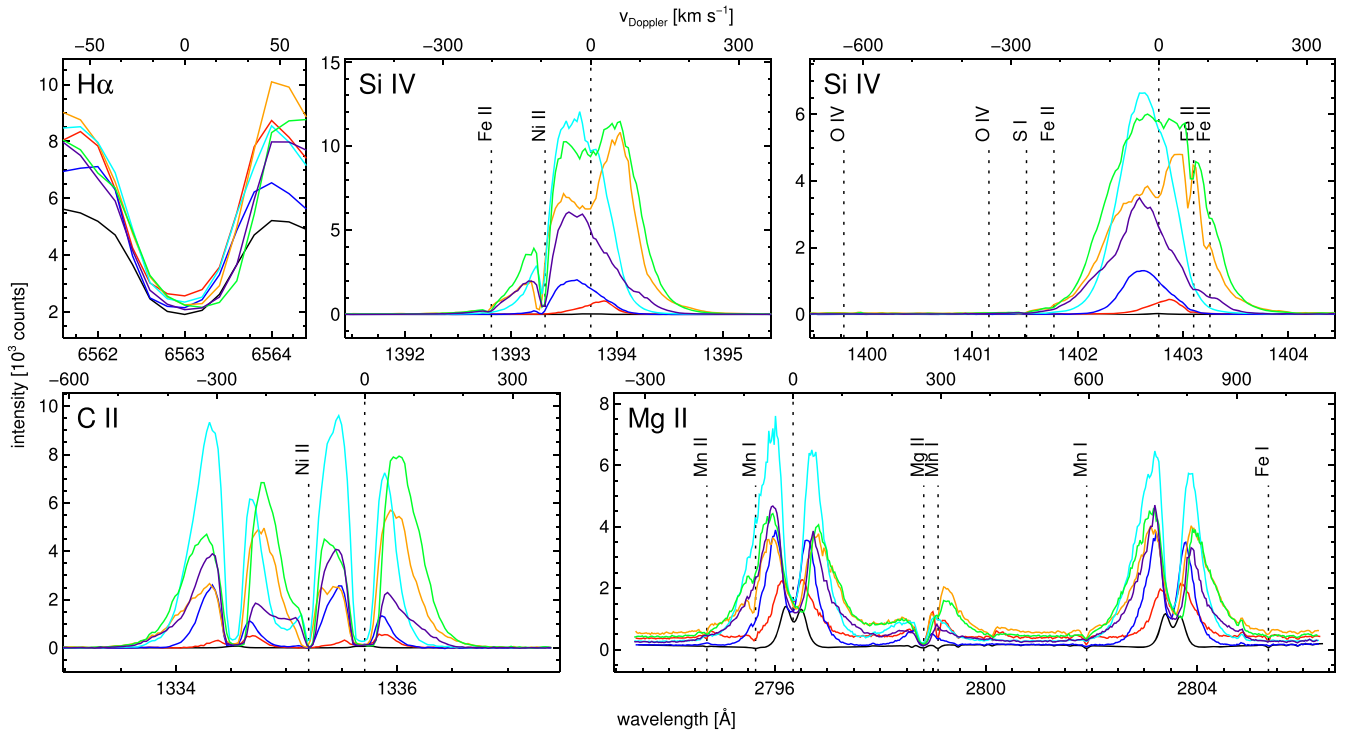 v_Doppler [km s⁻¹]
−50 0 50
−300 0 300
−600 −300 0 300
Hα
Si IV
Si IV
Fe II
Ni II
O IV
O IV
S I
Fe II
Fe II
Fe II
10
8
6
4
2
15
10
5
0
6
4
2
0
6562 6563 6564
1392 1393 1394 1395
1400 1401 1402 1403 1404
−600 −300 0 300
−300 0 300 600 900
intensity [10³ counts]
C II
Mg II
Ni II
Mn II
Mn I
Mg II
Mn I
Mn I
Fe I
10
8
6
4
2
0
8
6
4
2
0
1334 1336
2796 2800 2804
wavelength [Å]